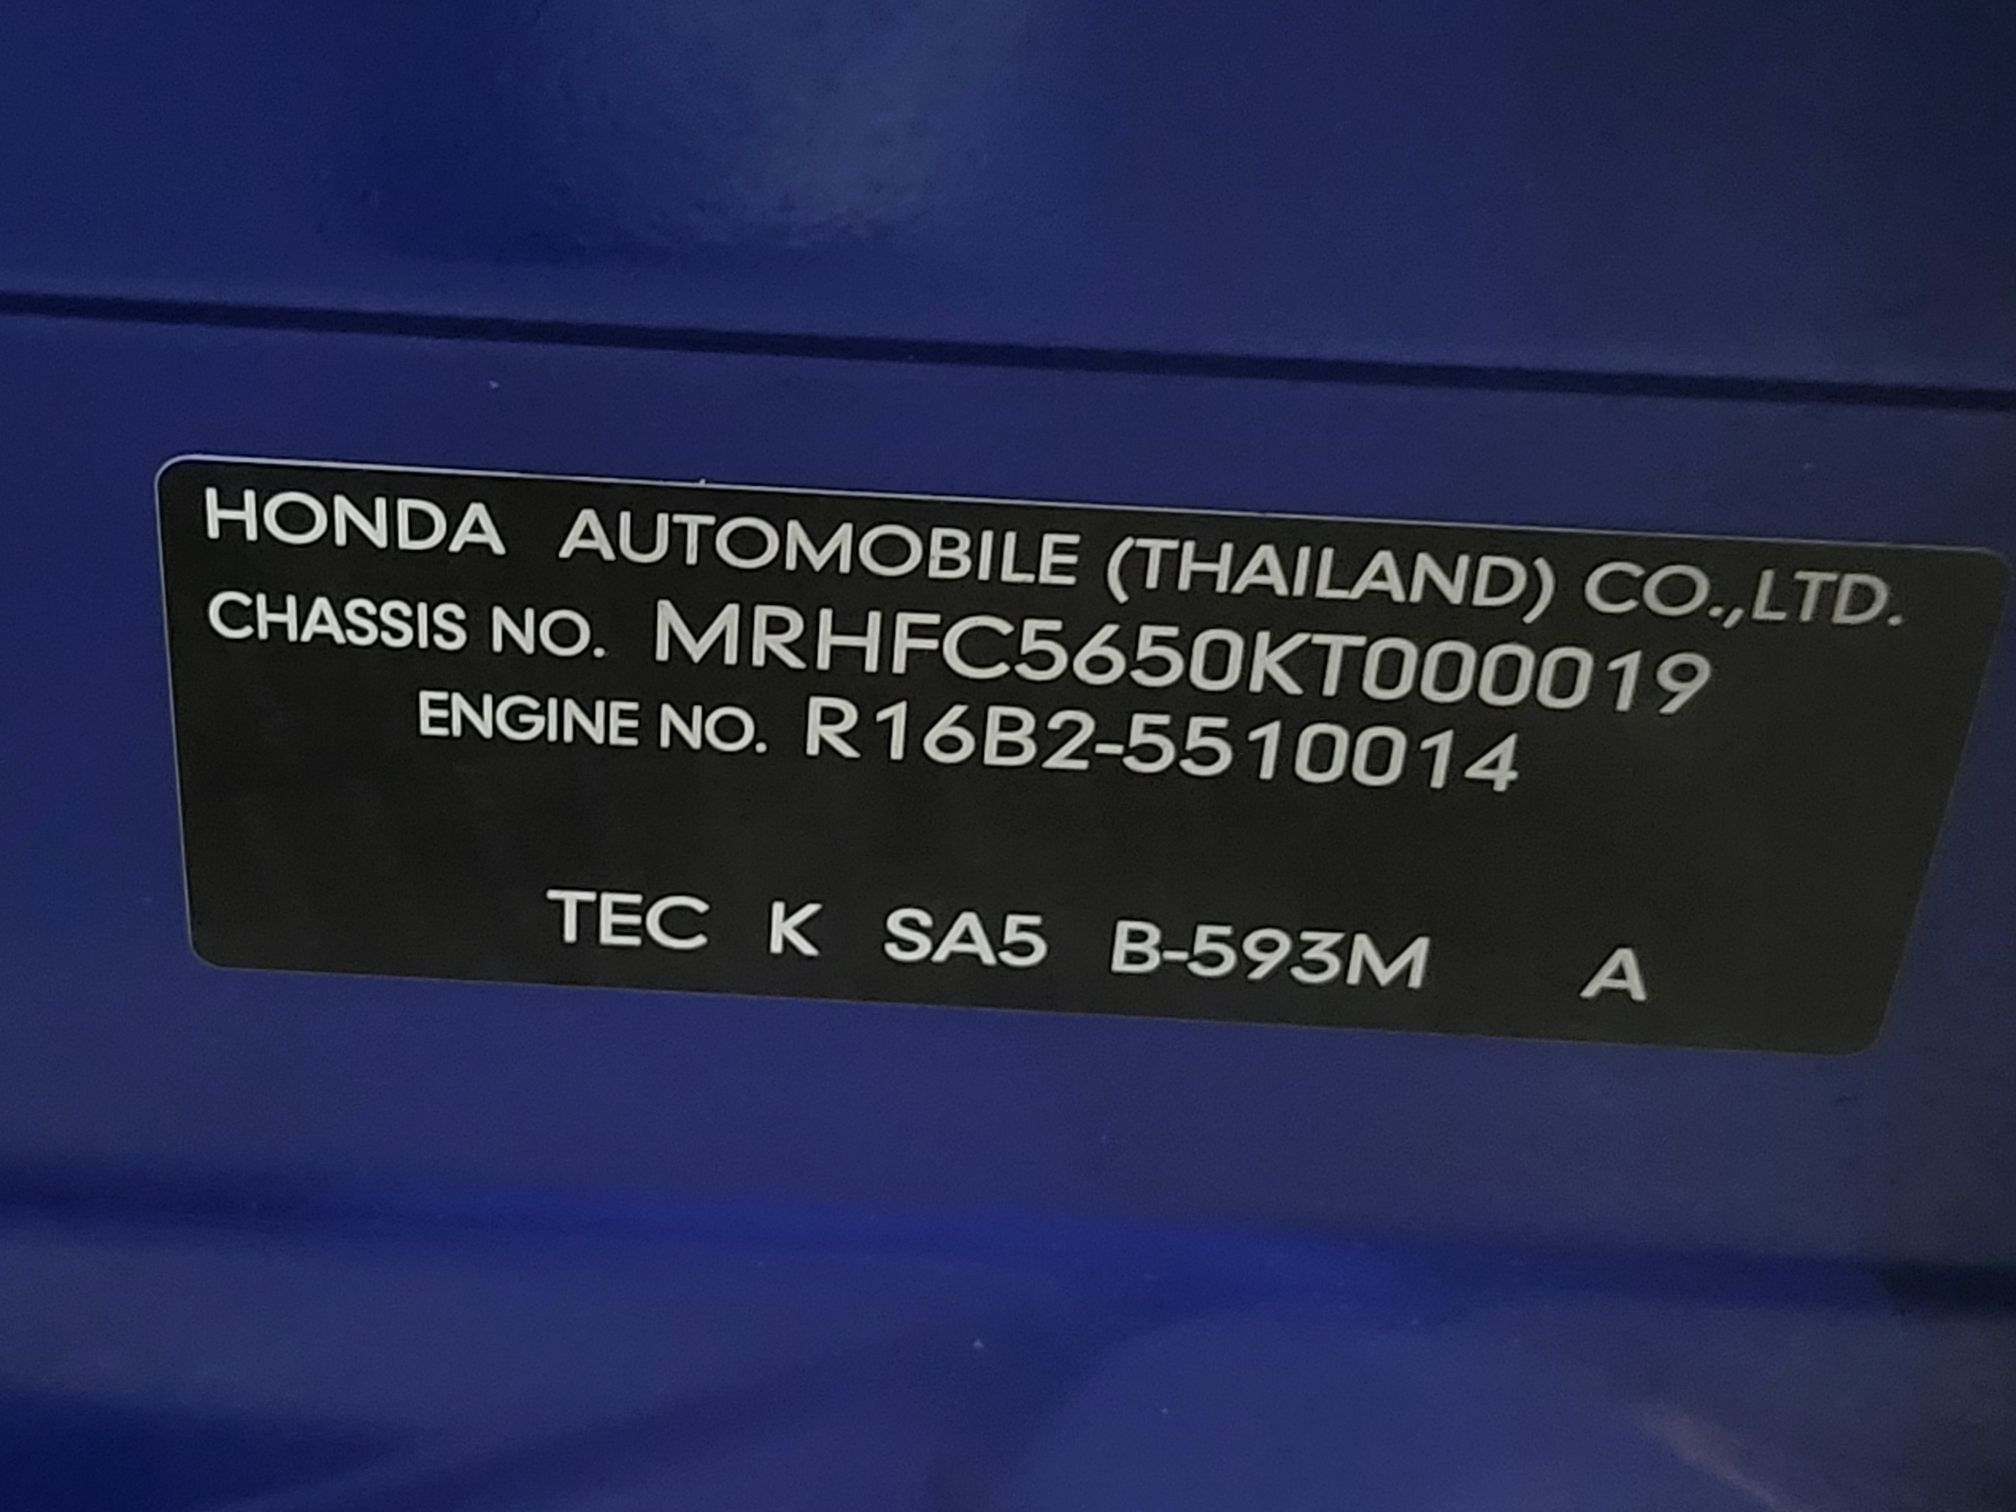 HONDA AUTOMOBILE (THAILAND) CO.,LTD.
CHASSIS NO. MRHFC5650KT000019
ENGINE NO. R16B2-5510014
TEC K SA5 B-593M A